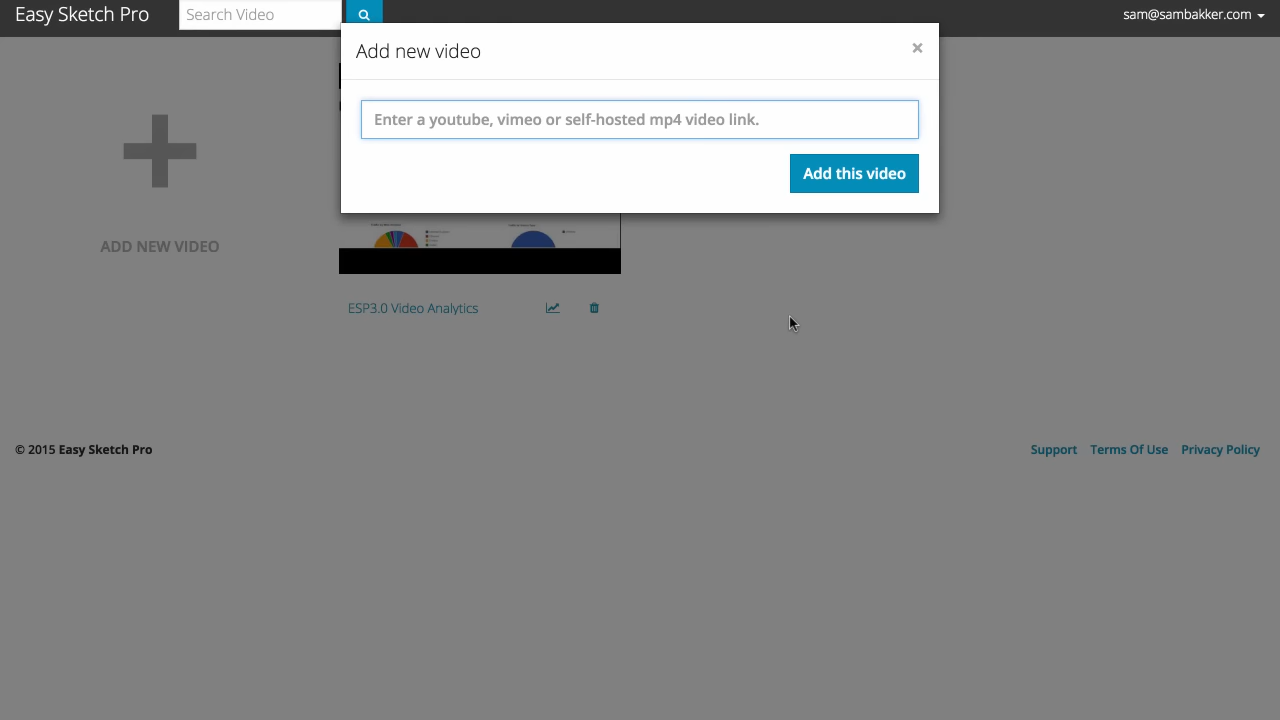 Easy Sketch Pro
Search Video
sam@sambakker.com
Add new video
×
Enter a youtube, vimeo or self-hosted mp4 video link.
Add this video
ADD NEW VIDEO
ESP3.0 Video Analytics
© 2015 Easy Sketch Pro
Support Terms Of Use Privacy Policy